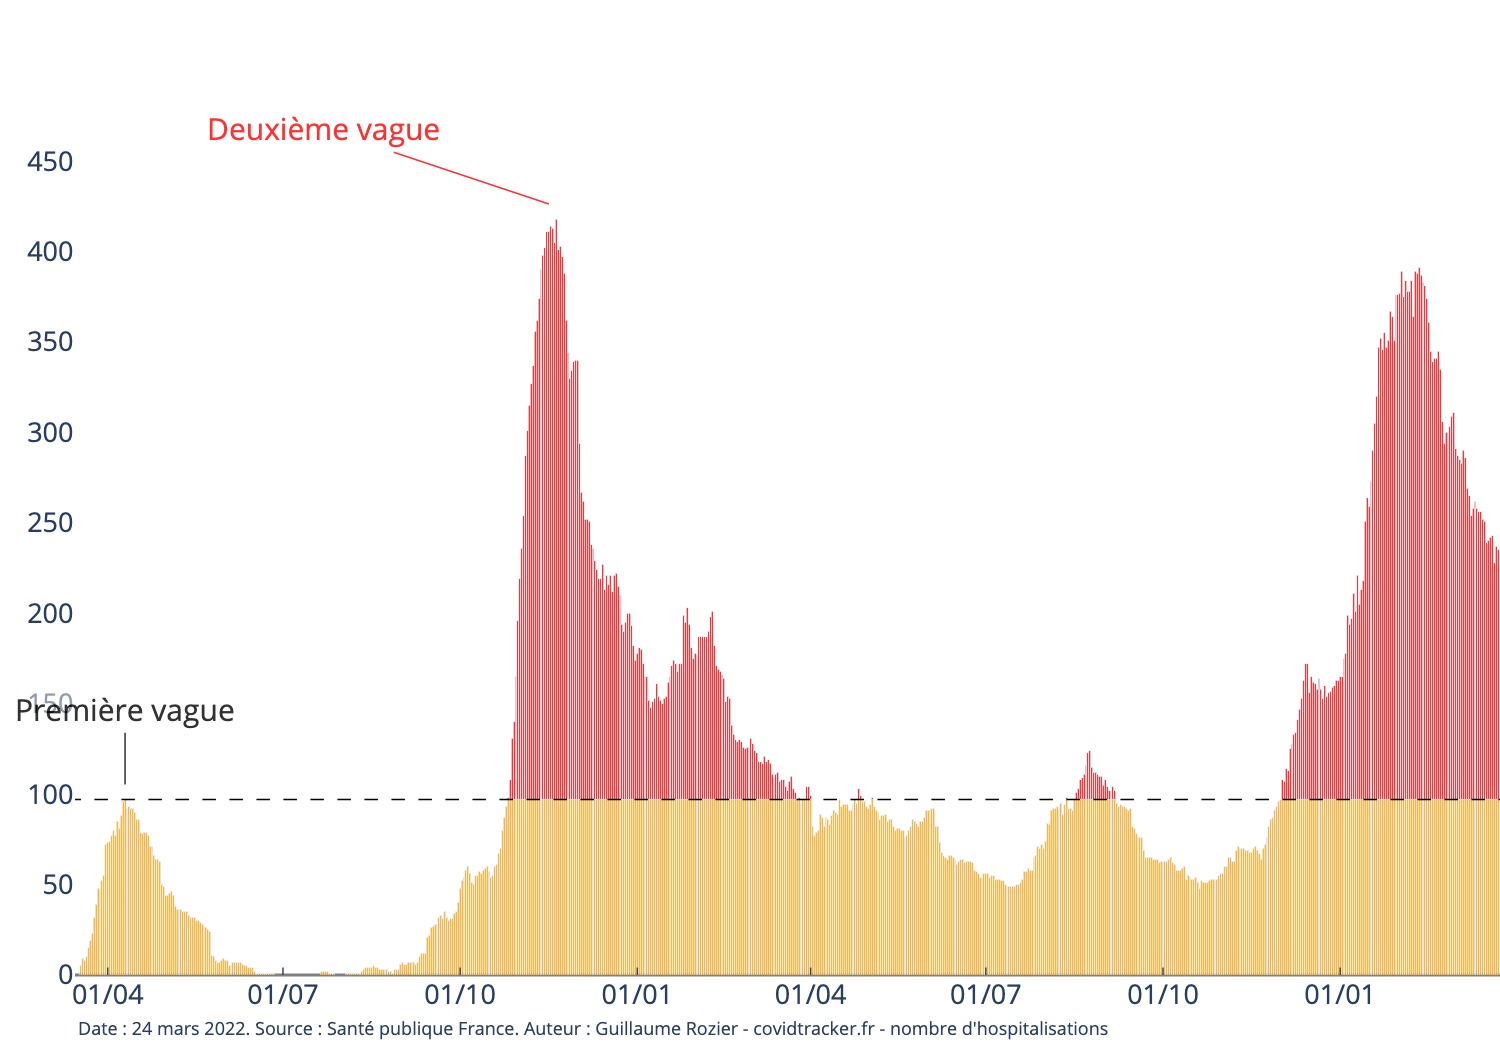 Deuxième vague
450
400
350
300
250
200
150
Première vague
100
50
0
01/04 01/07 01/10 01/01 01/04 01/07 01/10 01/01
Date : 24 mars 2022. Source : Santé publique France. Auteur : Guillaume Rozier - covidtracker.fr - nombre d'hospitalisations